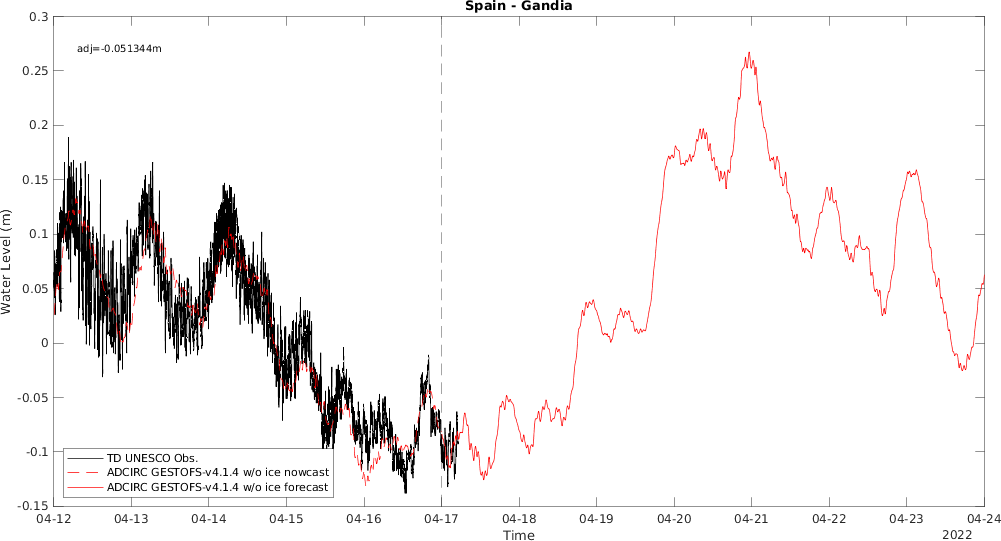 Spain - Gandia
adj=-0.051344m
0.3
0.25
0.2
0.15
0.1
0.05
0
-0.05
-0.1
-0.15
Water Level (m)
TD UNESCO Obs.
ADCIRC GESTOFS-v4.1.4 w/o ice nowcast
ADCIRC GESTOFS-v4.1.4 w/o ice forecast
04-12 04-13 04-14 04-15 04-16 04-17 04-18 04-19 04-20 04-21 04-22 04-23 04-24
Time
2022